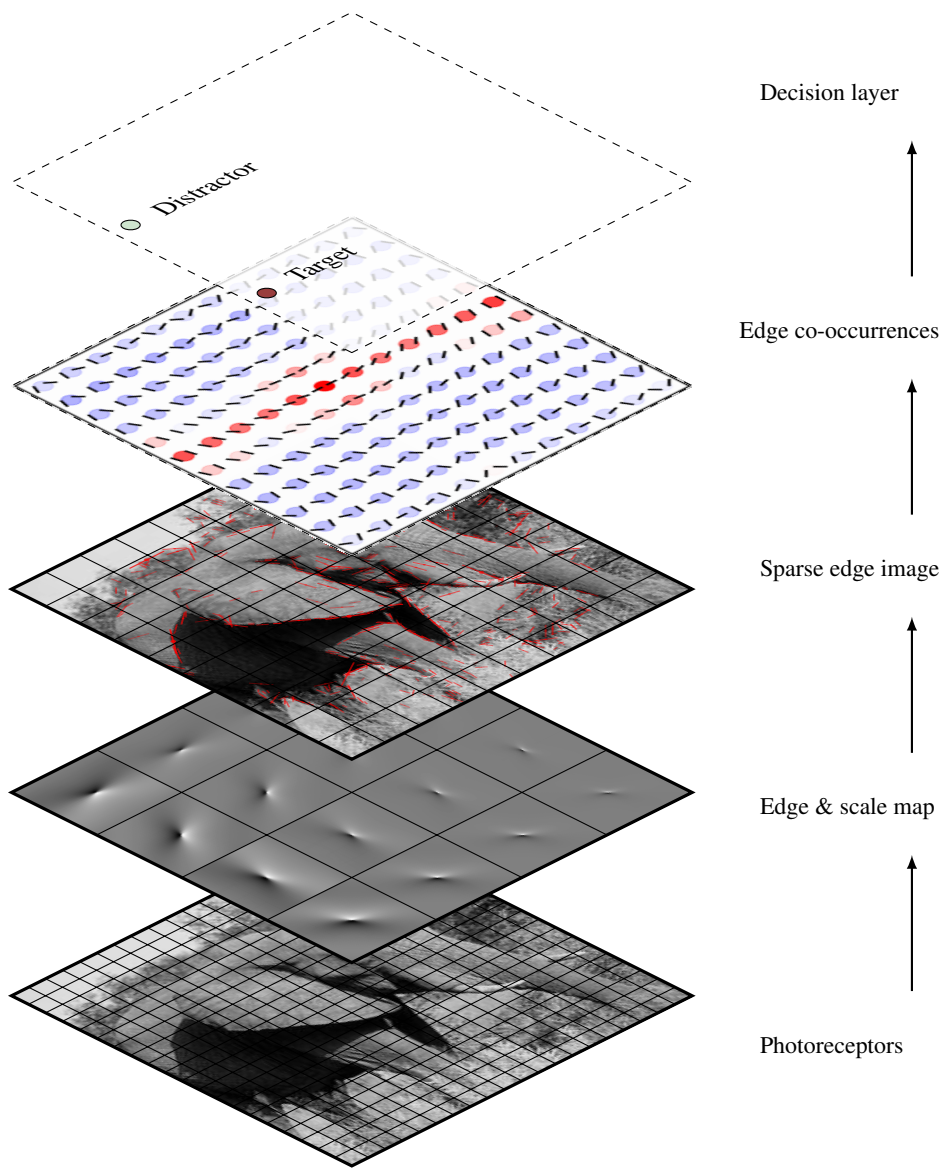 Decision layer
Distractor
Target
Edge co-occurrences
Sparse edge image
Edge & scale map
Photoreceptors